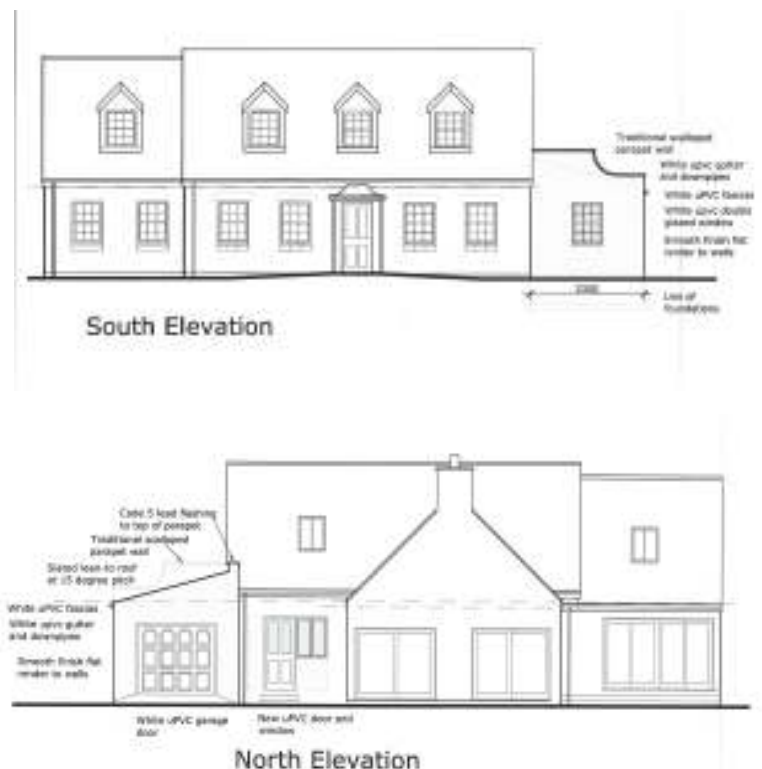 Traditional scalloped
parapet wall
White upvc gutter
and downpipes
White uPVC fascias
White upvc double
glazed window
Smooth finish flat
render to walls
Line of
foundations
South Elevation
Code 5 lead flashing
to top of parapet
Traditional scalloped
parapet wall
Slated lean-to roof
at 15 degree pitch
White uPVC fascias
White upvc gutter
and downpipes
Smooth finish flat
render to walls
White uPVC garage
door
New uPVC door and
window
North Elevation